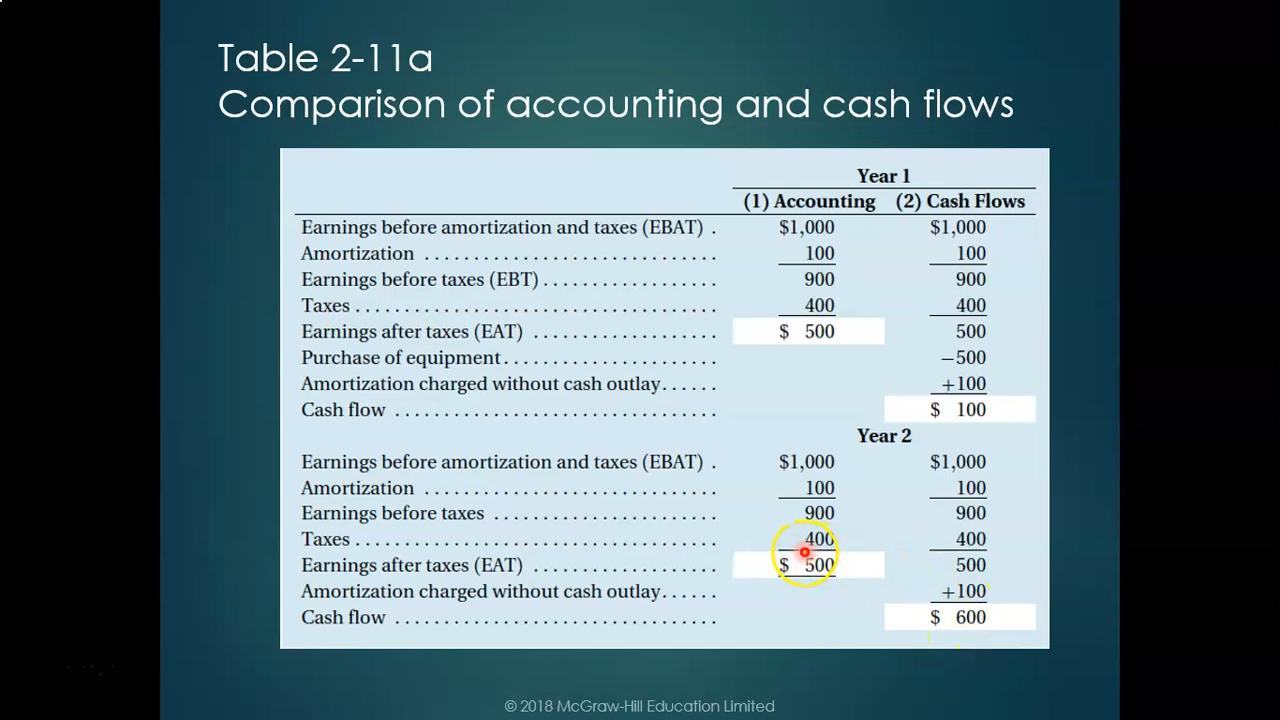 Table 2-11a
Comparison of accounting and cash flows
Year 1
(1) Accounting (2) Cash Flows
Earnings before amortization and taxes (EBAT) . $1,000 $1,000
Amortization . . . . . . . . . . . . . . . . . . . . . . . . . . . . . . 100 100
Earnings before taxes (EBT) . . . . . . . . . . . . . . . . . . 900 900
Taxes . . . . . . . . . . . . . . . . . . . . . . . . . . . . . . . . . . . . . 400 400
Earnings after taxes (EAT) . . . . . . . . . . . . . . . . . . . $ 500 500
Purchase of equipment . . . . . . . . . . . . . . . . . . . . . . –500
Amortization charged without cash outlay . . . . . . +100
Cash flow . . . . . . . . . . . . . . . . . . . . . . . . . . . . . . . . . $ 100
Year 2
Earnings before amortization and taxes (EBAT) . $1,000 $1,000
Amortization . . . . . . . . . . . . . . . . . . . . . . . . . . . . . . 100 100
Earnings before taxes . . . . . . . . . . . . . . . . . . . . . . . 900 900
Taxes . . . . . . . . . . . . . . . . . . . . . . . . . . . . . . . . . . . . . 400 400
Earnings after taxes (EAT) . . . . . . . . . . . . . . . . . . . $ 500 500
Amortization charged without cash outlay . . . . . . +100
Cash flow . . . . . . . . . . . . . . . . . . . . . . . . . . . . . . . . . $ 600
© 2018 McGraw-Hill Education Limited